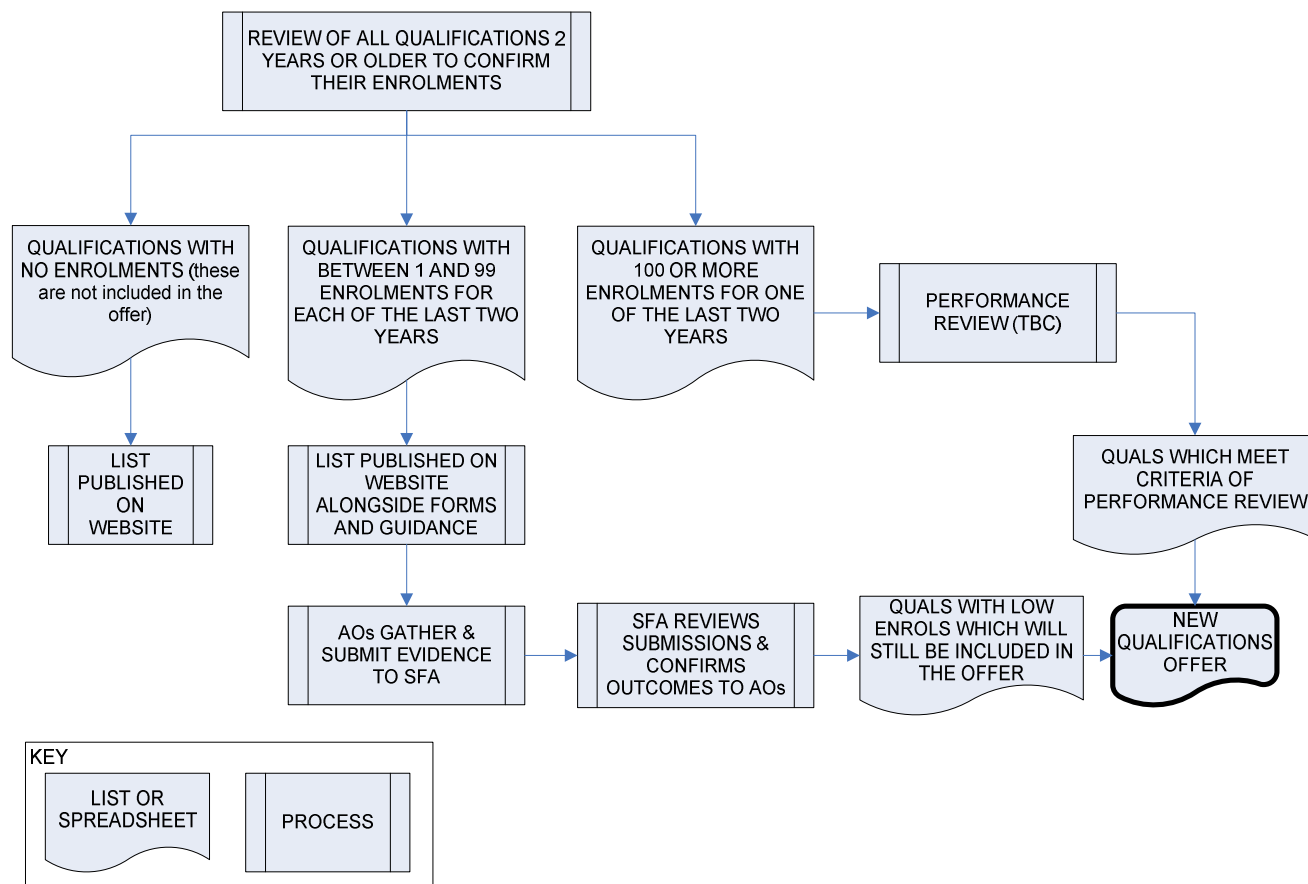 REVIEW OF ALL QUALIFICATIONS 2
YEARS OR OLDER TO CONFIRM
THEIR ENROLMENTS
QUALIFICATIONS WITH
NO ENROLMENTS (these
are not included in the
offer)
QUALIFICATIONS WITH
BETWEEN 1 AND 99
ENROLMENTS FOR
EACH OF THE LAST TWO
YEARS
QUALIFICATIONS WITH
100 OR MORE
ENROLMENTS FOR ONE
OF THE LAST TWO
YEARS
PERFORMANCE
REVIEW (TBC)
LIST
PUBLISHED
ON
WEBSITE
LIST PUBLISHED ON
WEBSITE
ALONGSIDE FORMS
AND GUIDANCE
QUALS WHICH MEET
CRITERIA OF
PERFORMANCE REVIEW
AOs GATHER &
SUBMIT EVIDENCE
TO SFA
SFA REVIEWS
SUBMISSIONS &
CONFIRMS
OUTCOMES TO AOs
QUALS WITH LOW
ENROLS WHICH WILL
STILL BE INCLUDED IN
THE OFFER
NEW
QUALIFICATIONS
OFFER
KEY
LIST OR
SPREADSHEET
PROCESS